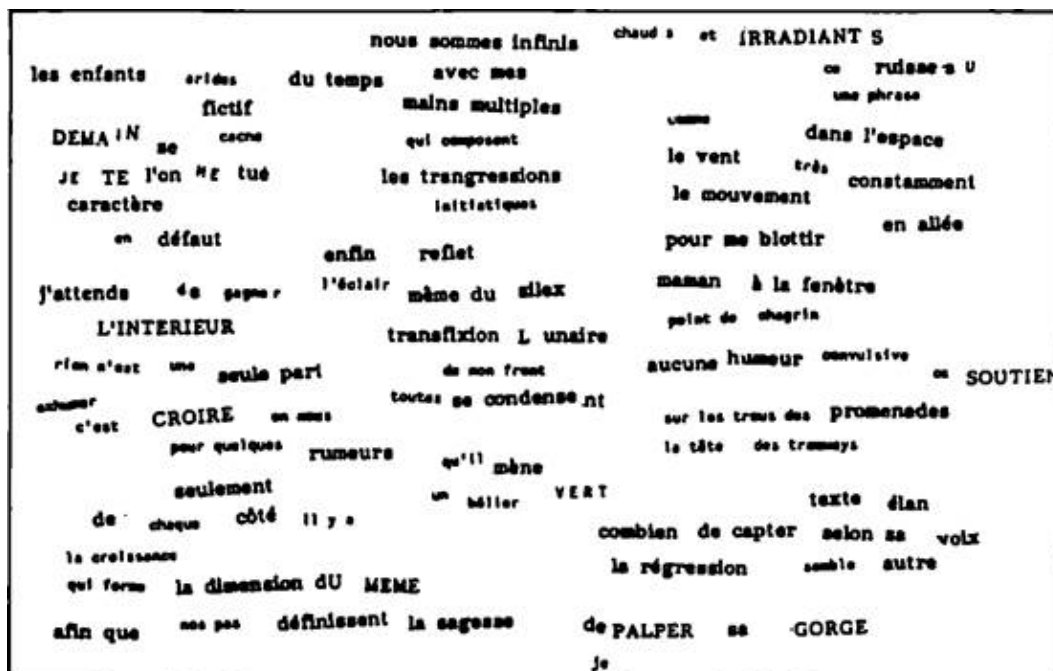 nous sommes infinis chauds et IRRADIANT S
les enfants arides du temps avec mes ce
fictif mains multiples une phrase
DEMAIN se qui composent dans l'espace
JE TE l'on NE tué les trangressions le vent très constamment
caractère initiatiques le mouvement
en défaut enfin reflet pour me blottir en allée
j'attends de gagner l'éclair même du silex maman à la fenêtre
L'INTERIEUR transfixion L unaire point de chagrin
rien n'est une seule part de mon front aucune humeur convulsive SOUTIEN
exhumer c'est CROIRE en nous toutes se condense.nt sur les trous des promenades
pour quelques rumeurs qu'il mène la tête des tramways
seulement un bélier VERT texte élan
de chaque côté il y a combien de capter selon sa voix
la croissance la régression semble autre
qui forme la dimension dU MEME
afin que nos pas définissent la sagesse de PALPER sa GORGE
je